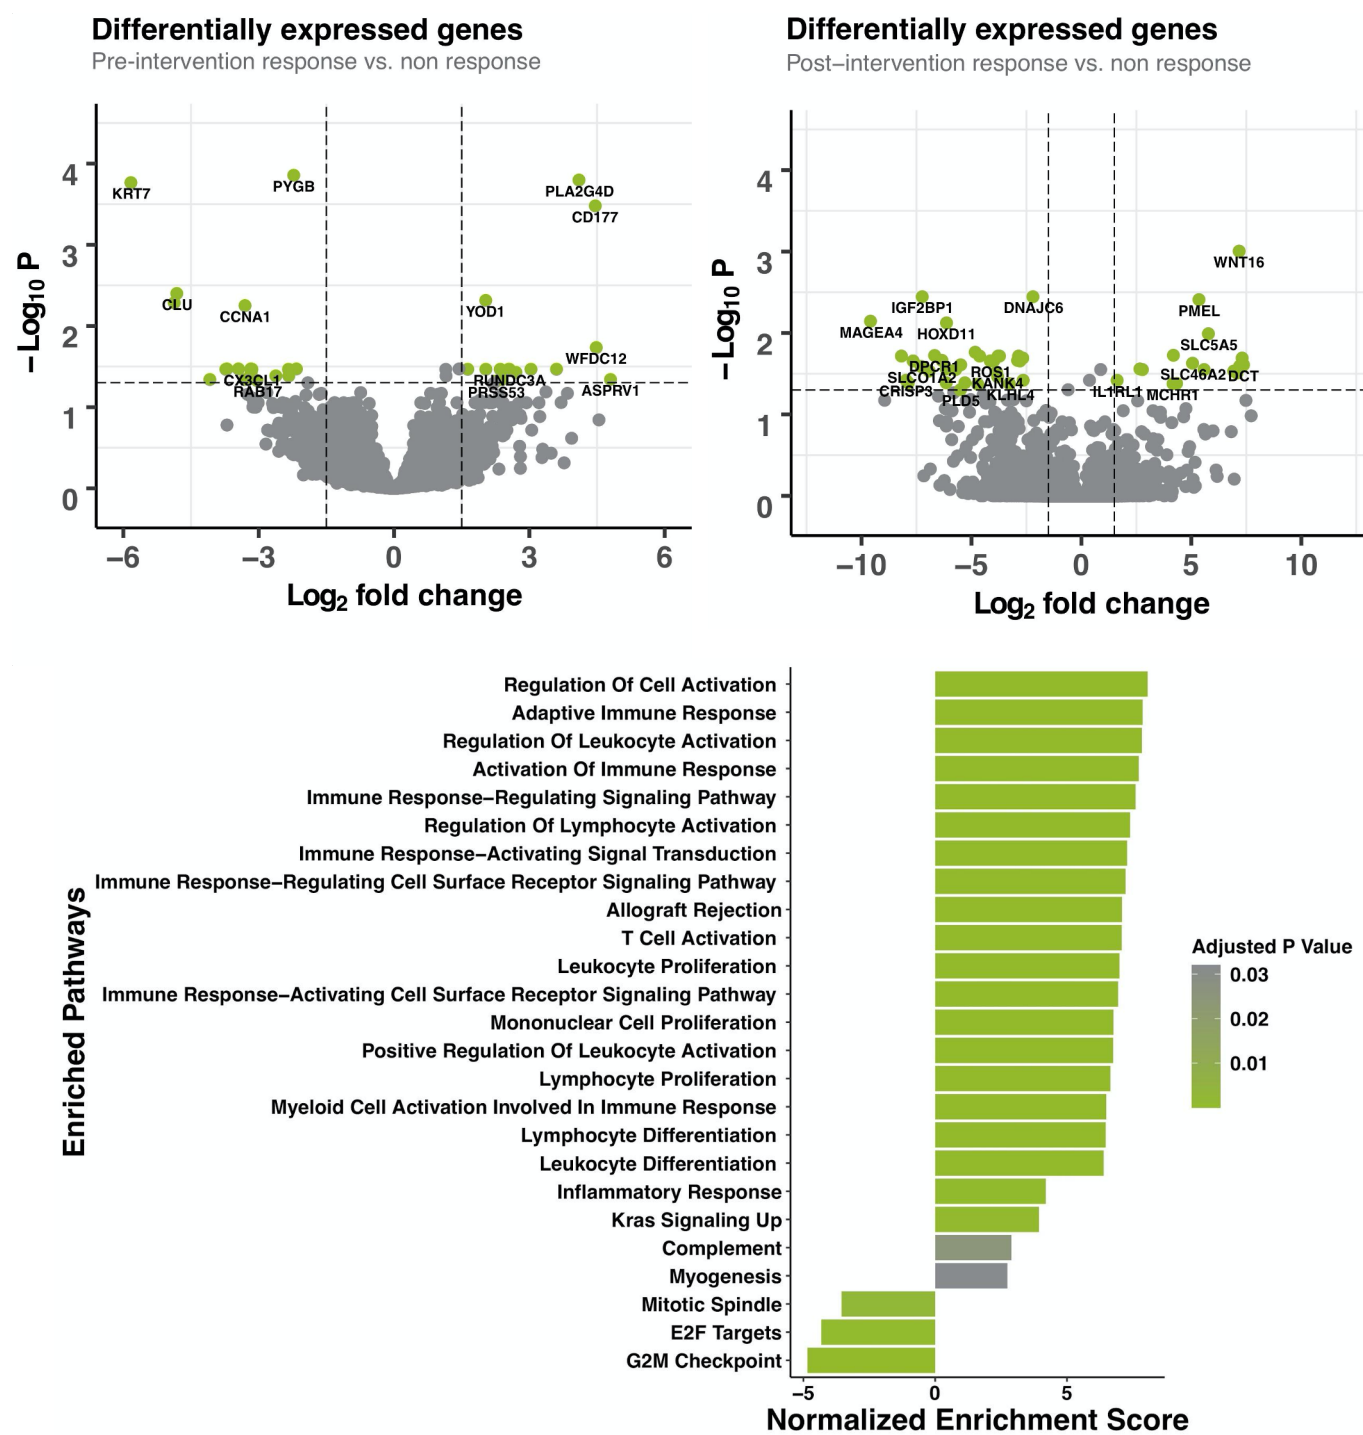 Differentially expressed genes
Pre-intervention response vs. non response
−Log10 P
4
3
2
1
0
KRT7
PYGB
PLA2G4D
CD177
CLU
CCNA1
YOD1
WFDC12
CX3CL1
RUNDC3A
RAB17
PRSS53
ASPRV1
−6
−3
0
3
6
Log2 fold change
Differentially expressed genes
Post−intervention response vs. non response
−Log10 P
4
3
2
1
0
WNT16
IGF2BP1
DNAJC6
PMEL
MAGEA4
HOXD11
SLC5A5
DPCR1
ROS1
SLC46A2
DCT
SLCO1A2
KANK4
CRISP3
KLHL4
IL1RL1
MCHR1
PLD5
−10
−5
0
5
10
Log2 fold change
Enriched Pathways
Regulation Of Cell Activation
Adaptive Immune Response
Regulation Of Leukocyte Activation
Activation Of Immune Response
Immune Response−Regulating Signaling Pathway
Regulation Of Lymphocyte Activation
Immune Response−Activating Signal Transduction
Immune Response−Regulating Cell Surface Receptor Signaling Pathway
Allograft Rejection
T Cell Activation
Leukocyte Proliferation
Immune Response−Activating Cell Surface Receptor Signaling Pathway
Mononuclear Cell Proliferation
Positive Regulation Of Leukocyte Activation
Lymphocyte Proliferation
Myeloid Cell Activation Involved In Immune Response
Lymphocyte Differentiation
Leukocyte Differentiation
Inflammatory Response
Kras Signaling Up
Complement
Myogenesis
Mitotic Spindle
E2F Targets
G2M Checkpoint
−5
0
5
Normalized Enrichment Score
Adjusted P Value
0.03
0.02
0.01